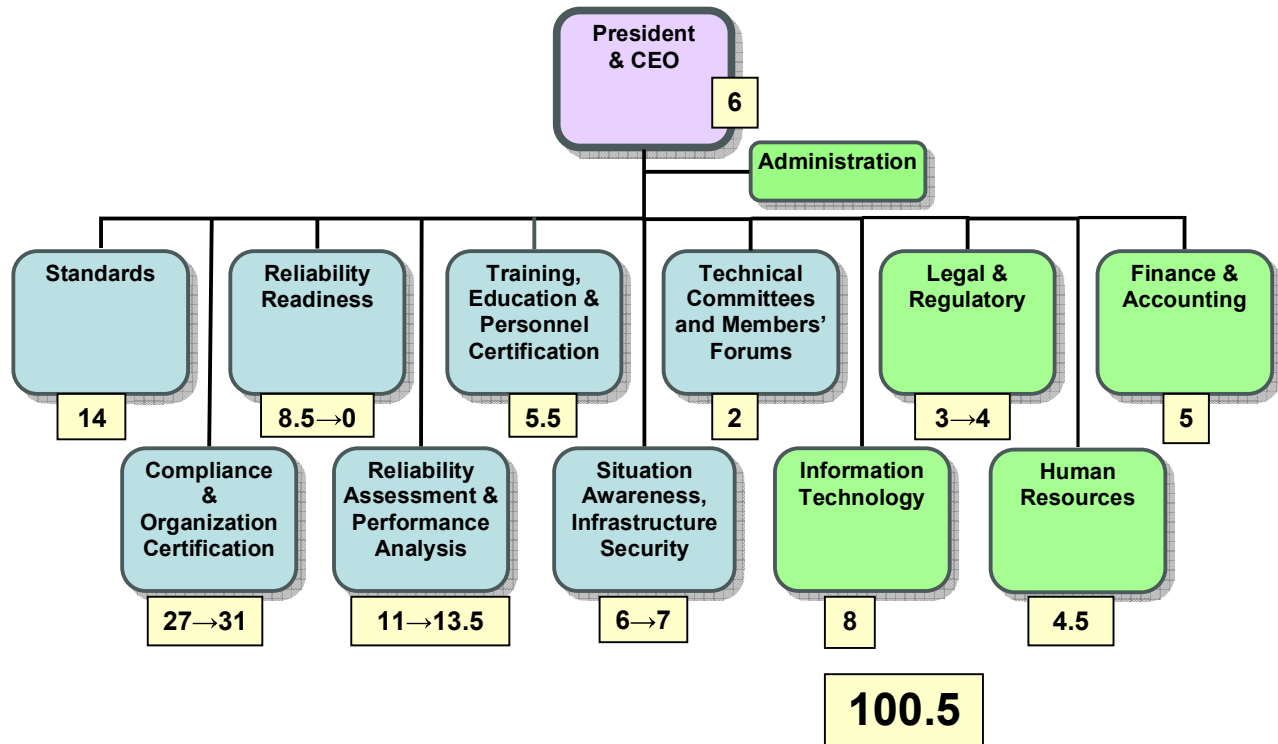 President
& CEO
6
Administration
Standards
14
Reliability
Readiness
8.5→0
Training,
Education &
Personnel
Certification
5.5
Technical
Committees
and Members’
Forums
2
Legal &
Regulatory
3→4
Finance &
Accounting
5
Compliance
&
Organization
Certification
27→31
Reliability
Assessment &
Performance
Analysis
11→13.5
Situation
Awareness,
Infrastructure
Security
6→7
Information
Technology
8
Human
Resources
4.5
100.5